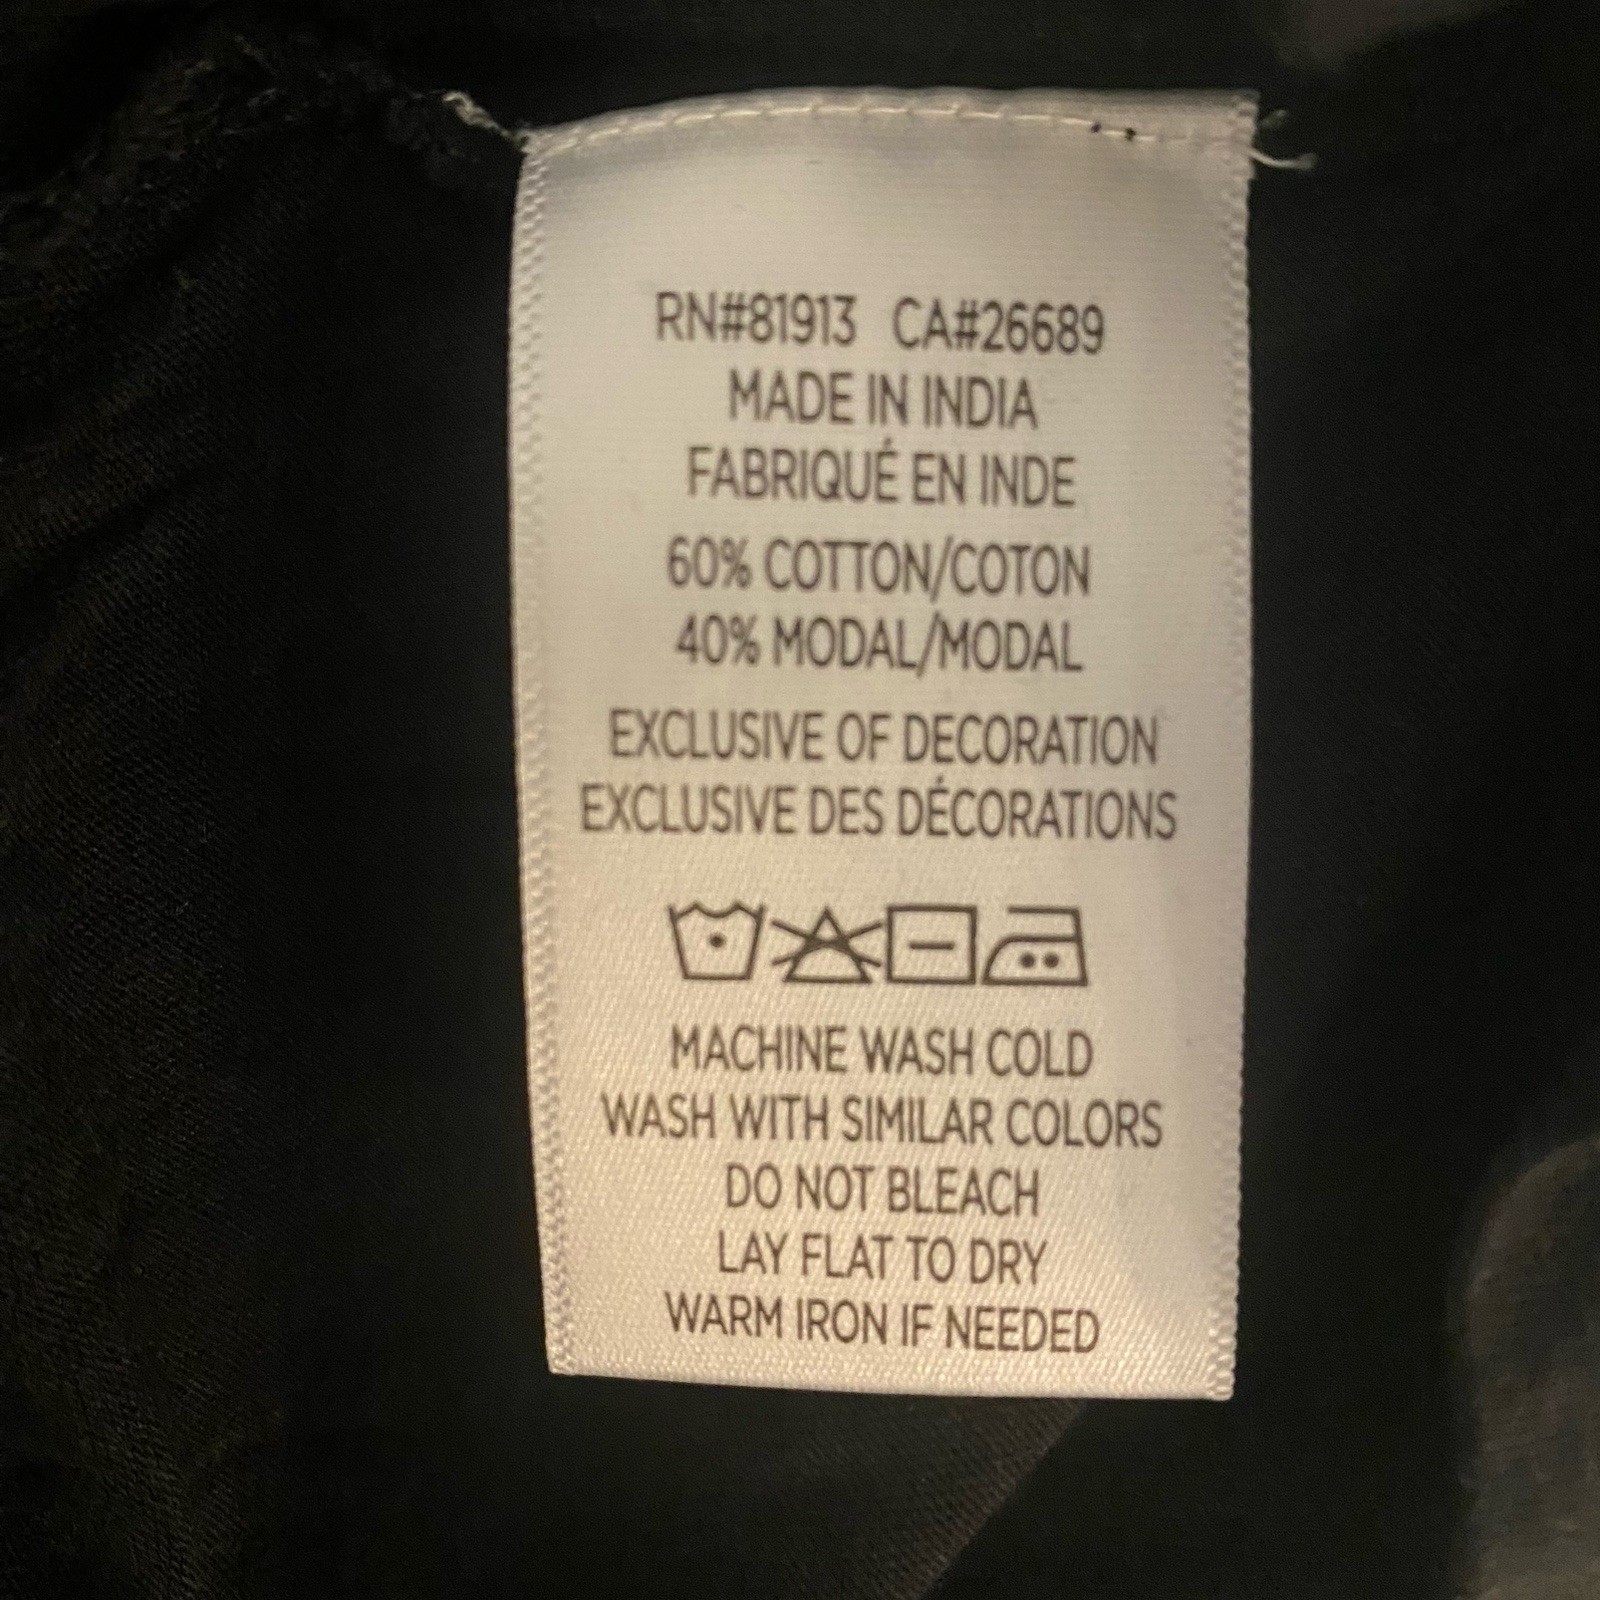 RN#81913 CA#26689
MADE IN INDIA
FABRIQUÉ EN INDE
60% COTTON/COTON
40% MODAL/MODAL
EXCLUSIVE OF DECORATION
EXCLUSIVE DES DÉCORATIONS
MACHINE WASH COLD
WASH WITH SIMILAR COLORS
DO NOT BLEACH
LAY FLAT TO DRY
WARM IRON IF NEEDED